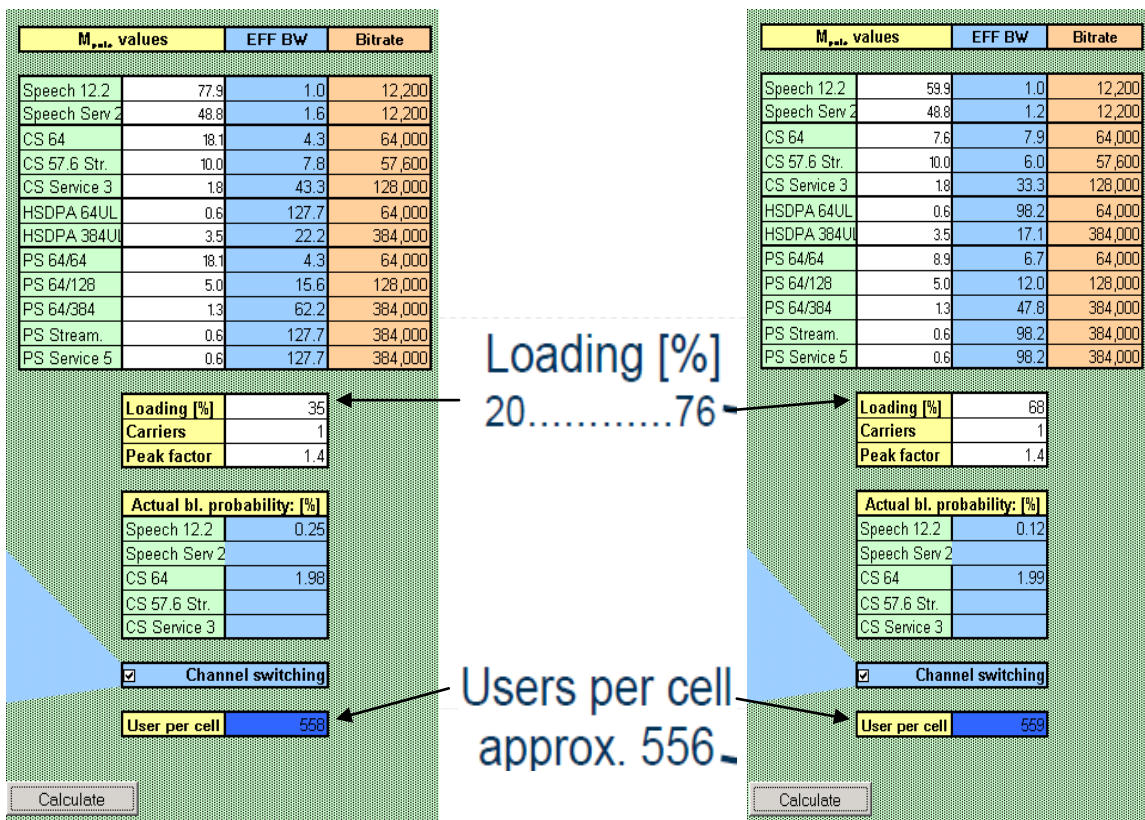 Mpole values EFF BW Bitrate
Speech 12.2 77.9 1.0 12,200
Speech Serv 2 48.8 1.6 12,200
CS 64 18.1 4.3 64,000
CS 57.6 Str. 10.0 7.8 57,600
CS Service 3 1.8 43.3 128,000
HSDPA 64UL 0.6 127.7 64,000
HSDPA 384UL 3.5 22.2 384,000
PS 64/64 18.1 4.3 64,000
PS 64/128 5.0 15.6 128,000
PS 64/384 1.3 62.2 384,000
PS Stream. 0.6 127.7 384,000
PS Service 5 0.6 127.7 384,000
Loading [%] 35
Carriers 1
Peak factor 1.4
Actual bl. probability: [%]
Speech 12.2 0.25
Speech Serv 2
CS 64 1.98
CS 57.6 Str.
CS Service 3
Channel switching
User per cell 558
Calculate
Loading [%]
20............76
Users per cell
approx. 556
Mpole values EFF BW Bitrate
Speech 12.2 59.9 1.0 12,200
Speech Serv 2 48.8 1.2 12,200
CS 64 7.6 7.9 64,000
CS 57.6 Str. 10.0 6.0 57,600
CS Service 3 1.8 33.3 128,000
HSDPA 64UL 0.6 98.2 64,000
HSDPA 384UL 3.5 17.1 384,000
PS 64/64 8.9 6.7 64,000
PS 64/128 5.0 12.0 128,000
PS 64/384 1.3 47.8 384,000
PS Stream. 0.6 98.2 384,000
PS Service 5 0.6 98.2 384,000
Loading [%] 68
Carriers 1
Peak factor 1.4
Actual bl. probability: [%]
Speech 12.2 0.12
Speech Serv 2
CS 64 1.99
CS 57.6 Str.
CS Service 3
Channel switching
User per cell 559
Calculate